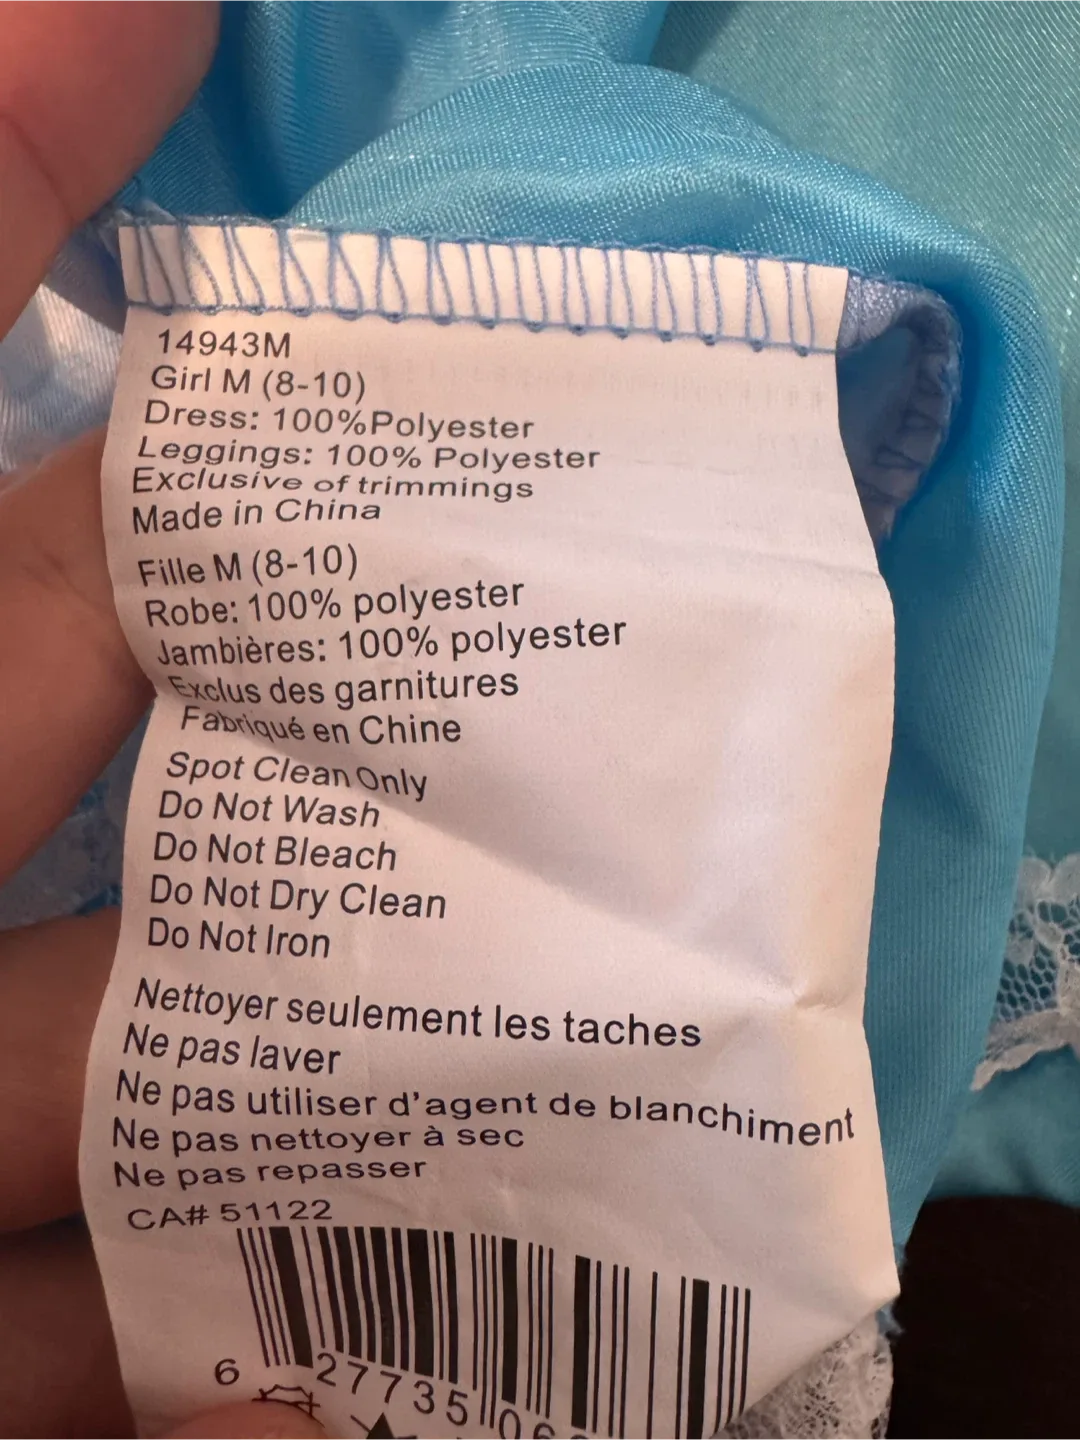 14943M
Girl M (8-10)
Dress: 100%Polyester
Leggings: 100% Polyester
Exclusive of trimmings
Made in China
Fille M (8-10)
Robe: 100% polyester
Jambières: 100% polyester
Exclus des garnitures
Fabriqué en Chine
Spot Clean Only
Do Not Wash
Do Not Bleach
Do Not Dry Clean
Do Not Iron
Nettoyer seulement les taches
Ne pas laver
Ne pas utiliser d'agent de blanchiment
Ne pas nettoyer à sec
Ne pas repasser
CA# 51122
6 27735 06